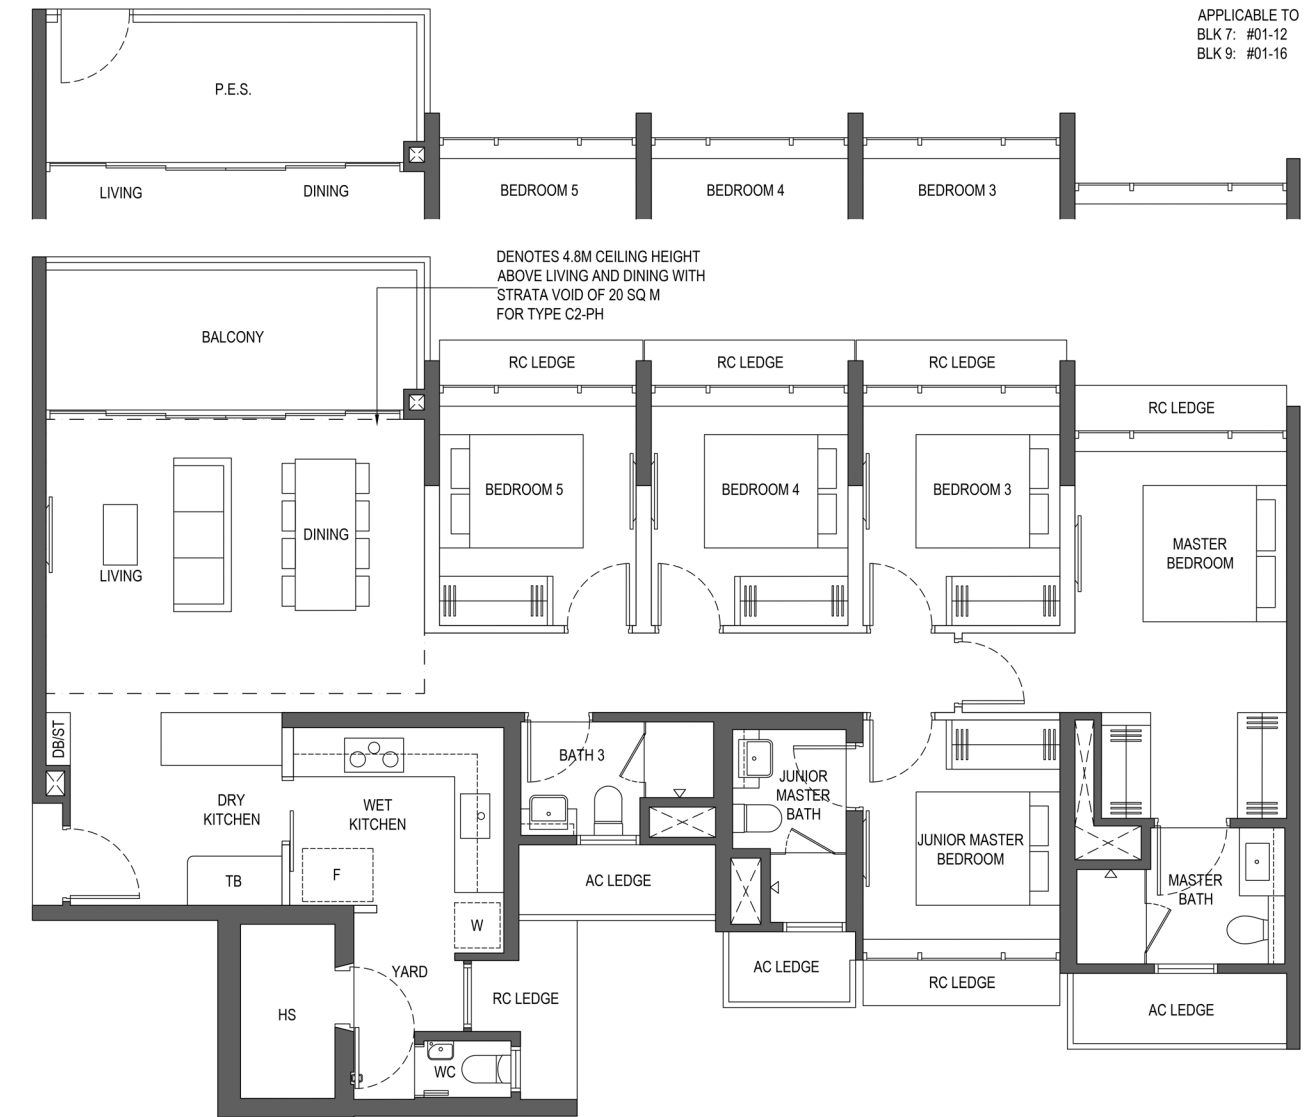 APPLICABLE TO
BLK 7: #01-12
BLK 9: #01-16
P.E.S.
LIVING
DINING
BEDROOM 5
BEDROOM 4
BEDROOM 3
DENOTES 4.8M CEILING HEIGHT
ABOVE LIVING AND DINING WITH
STRATA VOID OF 20 SQ M
FOR TYPE C2-PH
BALCONY
RC LEDGE
RC LEDGE
RC LEDGE
RC LEDGE
BEDROOM 5
BEDROOM 4
BEDROOM 3
DINING
LIVING
MASTER
BEDROOM
DB/ST
BATH 3
WET
KITCHEN
DRY
KITCHEN
JUNIOR
MASTER
BATH
JUNIOR MASTER
BEDROOM
TB
F
AC LEDGE
MASTER
BATH
W
YARD
AC LEDGE
RC LEDGE
RC LEDGE
AC LEDGE
HS
WC